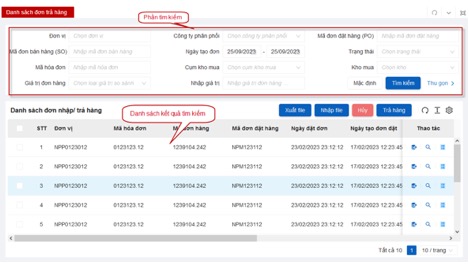 Danh sách đơn trả hàng
Phần tìm kiếm
Đơn vị Chọn đơn vị Công ty phân phối Chọn công ty phân phối Mã đơn đặt hàng (PO) Nhập mã đơn đặt hàng
Mã đơn bán hàng (SO) Nhập mã đơn bán hàng Ngày tạo đơn 25/09/2023 - 25/09/2023 Trạng thái Chọn trạng thái
Mã hóa đơn Nhập mã hóa đơn Cụm kho mua Chọn cụm kho mua Kho mua Chọn kho
Giá trị đơn hàng Chọn loại giá trị so sánh Nhập giá trị Nhập giá trị đơn hàng Mặc định Tìm kiếm Thu gọn
Danh sách kết quả tìm kiếm
Danh sách đơn nhập/ trả hàng Xuất file Nhập file Hủy Trả hàng
STT Đơn vị Mã hóa đơn Mã đơn hàng Mã đơn đặt hàng Ngày đặt đơn Ngày tạo đơn đặt Thao tác
1 NPP0123012 0123123.12 1239104.242 NPM123112 23/02/2023 23:12:12 17/02/2023 12:23:45
2 NPP0123012 0123123.12 1239104.242 NPM123112 23/02/2023 23:12:12 17/02/2023 12:23:45
3 NPP0123012 0123123.12 1239104.242 NPM123112 23/02/2023 23:12:12 17/02/2023 12:23:45
4 NPP0123012 0123123.12 1239104.242 NPM123112 23/02/2023 23:12:12 17/02/2023 12:23:45
5 NPP0123012 0123123.12 1239104.242 NPM123112 23/02/2023 23:12:12 17/02/2023 12:23:45
Tất cả 10 1 10 / trang